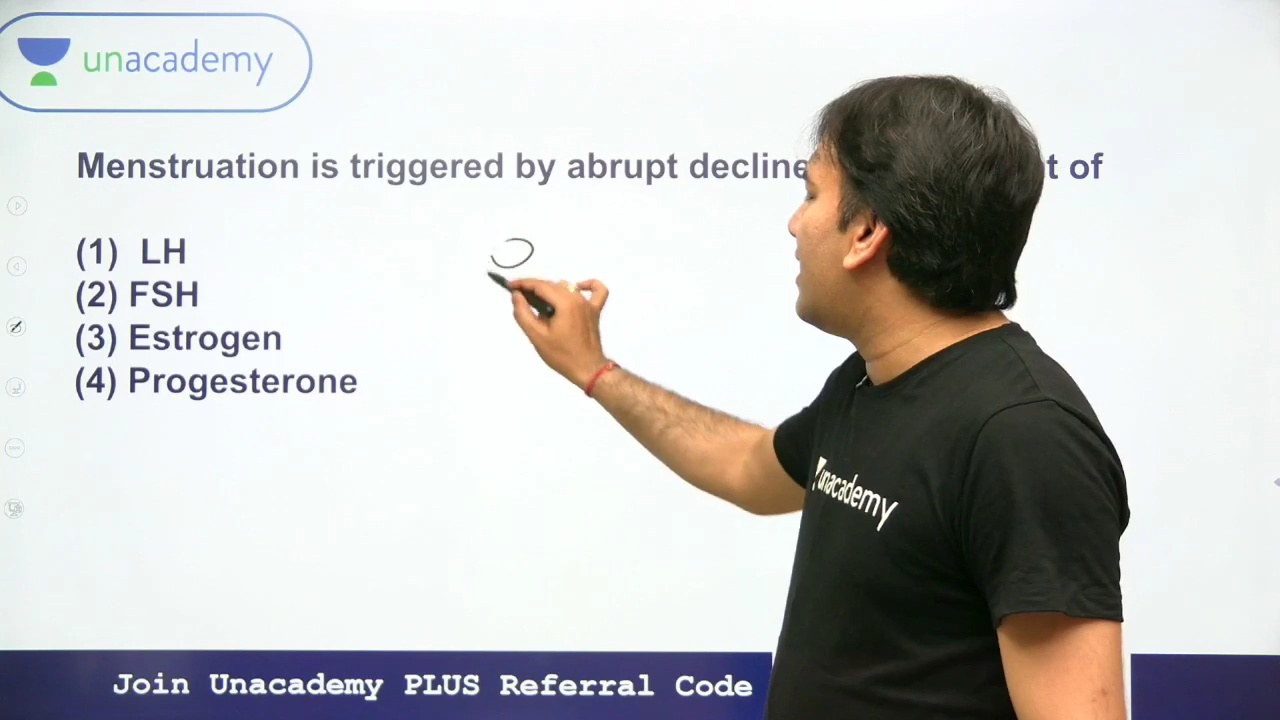 unacademy
Menstruation is triggered by abrupt decline of
(1) LH
(2) FSH
(3) Estrogen
(4) Progesterone
unacademy
Join Unacademy PLUS Referral Code